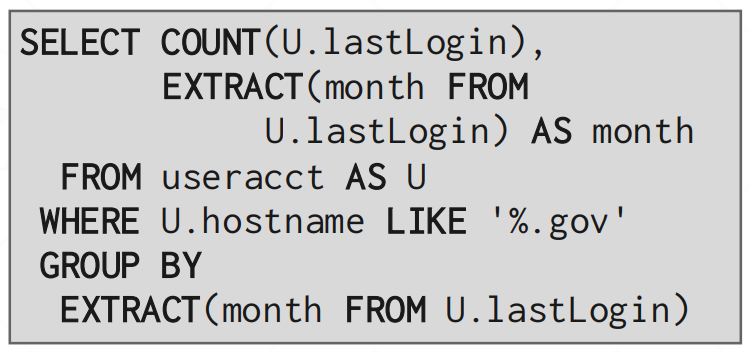 SELECT COUNT(U.lastLogin),
EXTRACT(month FROM
U.lastLogin) AS month
FROM useracct AS U
WHERE U.hostname LIKE '%.gov'
GROUP BY
EXTRACT(month FROM U.lastLogin)